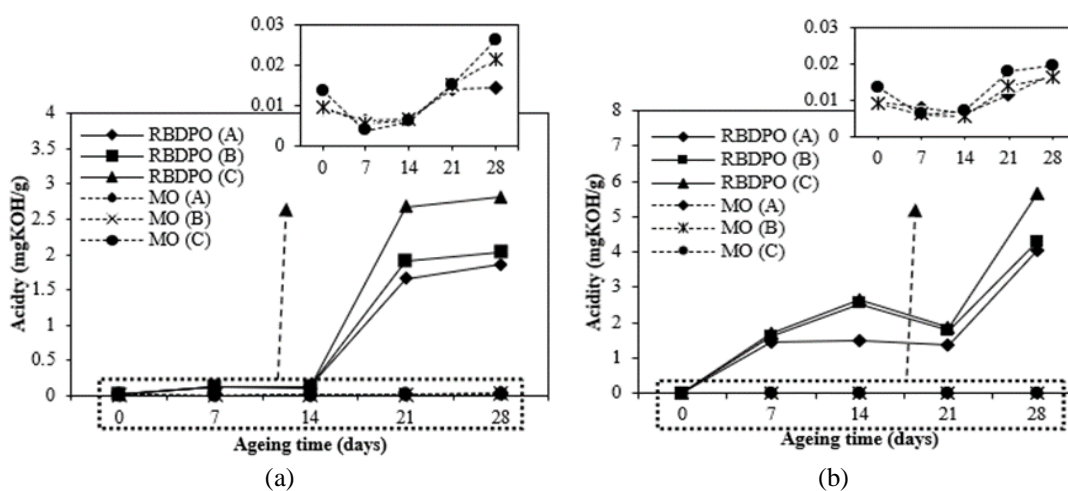 0.03
0.02
0.01
0
0 7 14 21 28
4
3.5
3
2.5
2
1.5
1
0.5
0
Acidity (mgKOH/g)
RBDPO (A)
RBDPO (B)
RBDPO (C)
MO (A)
MO (B)
MO (C)
0 7 14 21 28
Ageing time (days)
(a)
0.03
0.02
0.01
0
0 7 14 21 28
8
7
6
5
4
3
2
1
0
Acidity (mgKOH/g)
RBDPO (A)
RBDPO (B)
RBDPO (C)
MO (A)
MO (B)
MO (C)
0 7 14 21 28
Ageing time (days)
(b)